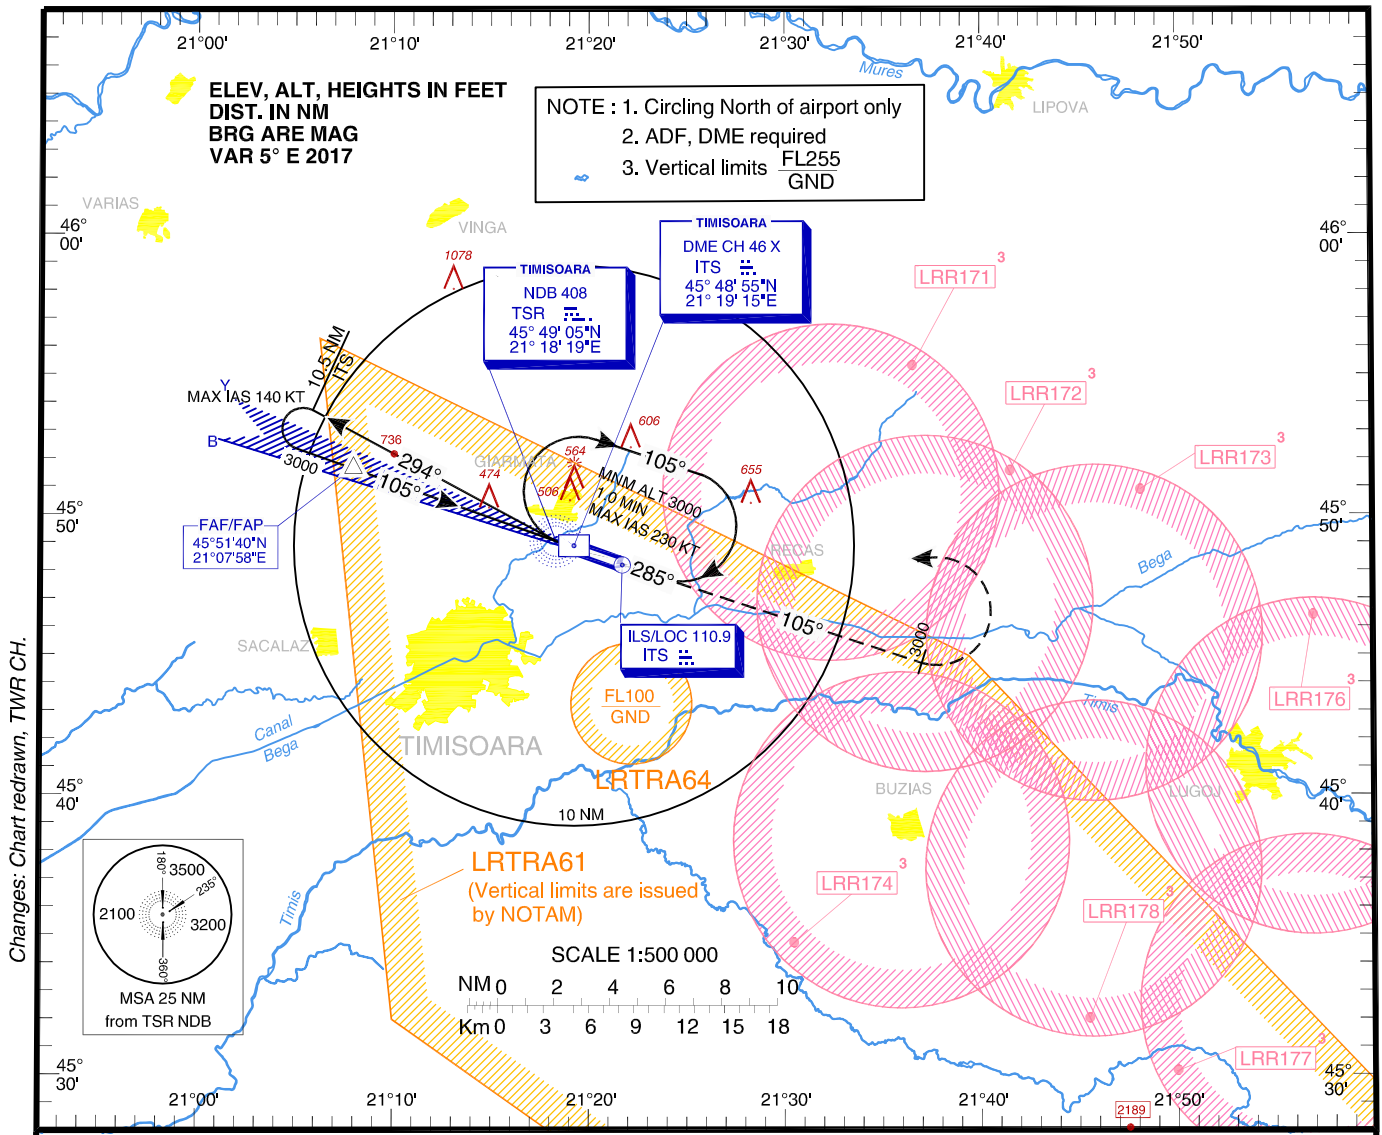 21°00'
21°10'
21°20'
21°30'
21°40'
21°50'
ELEV, ALT, HEIGHTS IN FEET
DIST. IN NM
BRG ARE MAG
VAR 5° E 2017
NOTE : 1. Circling North of airport only
2. ADF, DME required
3. Vertical limits FL255
GND
Mures
LIPOVA
VARIAS
VINGA
46°
00'
46°
00'
1078
TIMISOARA
NDB 408
TSR
45° 49' 05"N
21° 18' 19"E
TIMISOARA
DME CH 46 X
ITS
45° 48' 55"N
21° 19' 15"E
LRR171 3
LRR172 3
LRR173 3
10.5 NM
ITS
Y
MAX IAS 140 KT
B
3000
736
294°
105°
GIARMATA
474
564
506
606
105°
655
MNM ALT 3000
1.0 MIN
MAX IAS 230 KT
45°
50'
45°
50'
FAF/FAP
45°51'40"N
21°07'58"E
RECAS
Bega
285°
105°
3000
SACALAZ
ILS/LOC 110.9
ITS
FL100
GND
LRR176 3
Timis
Canal
Bega
TIMISOARA
LRTRA64
BUZIAS
LUGOJ
45°
40'
45°
40'
10 NM
LRTRA61
(Vertical limits are issued
by NOTAM)
LRR174 3
LRR178 3
Timis
180°
3500
235°
2100
3200
360°
MSA 25 NM
from TSR NDB
SCALE 1:500 000
NM 0 2 4 6 8 10
Km 0 3 6 9 12 15 18
LRR177 3
45°
30'
45°
30'
21°00'
21°10'
21°20'
21°30'
21°40'
21°50'
2189
Changes: Chart redrawn, TWR CH.